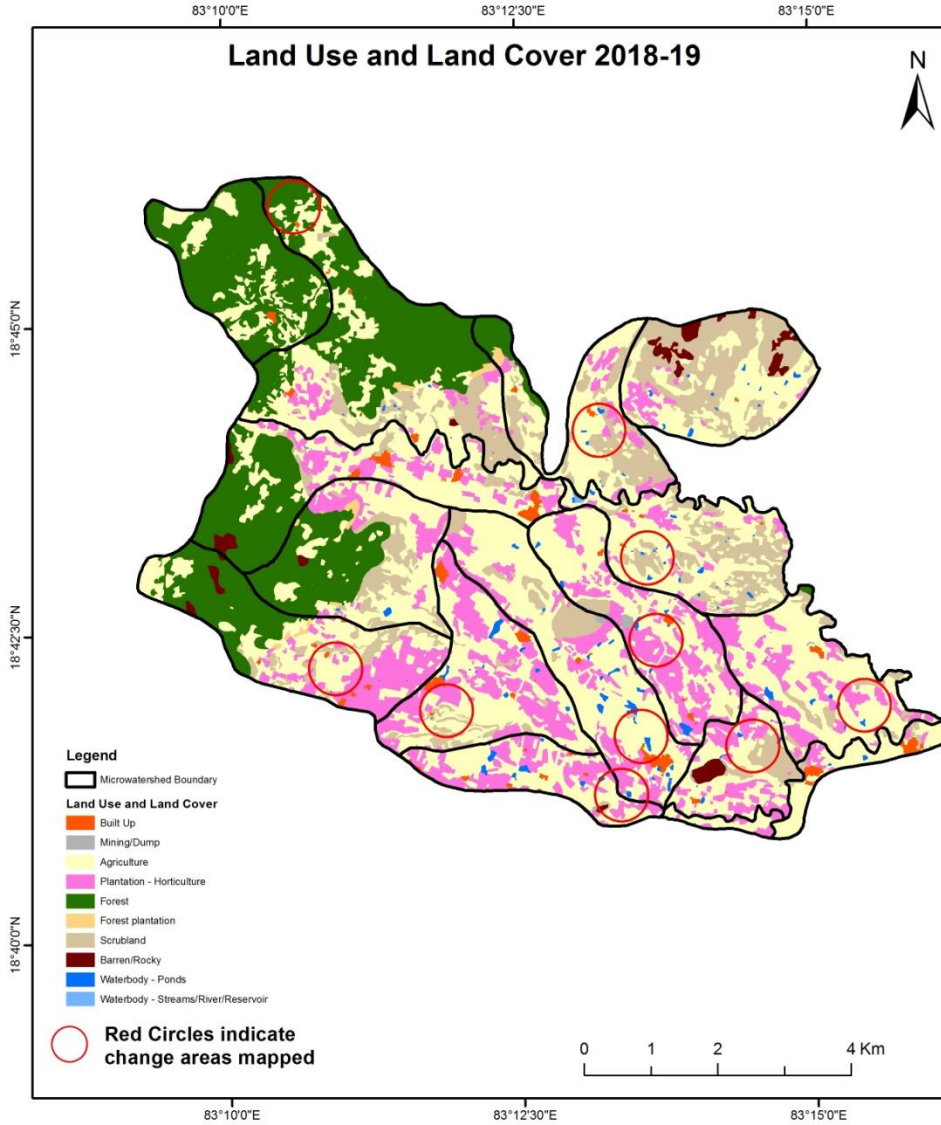 83°10'0"E 83°12'30"E 83°15'0"E
Land Use and Land Cover 2018-19
N
18°45'0"N
18°42'30"N
18°40'0"N
Legend
Microwatershed Boundary
Land Use and Land Cover
Built Up
Mining/Dump
Agriculture
Plantation - Horticulture
Forest
Forest plantation
Scrubland
Barren/Rocky
Waterbody - Ponds
Waterbody - Streams/River/Reservoir
Red Circles indicate
change areas mapped
0 1 2 4 Km
83°10'0"E 83°12'30"E 83°15'0"E